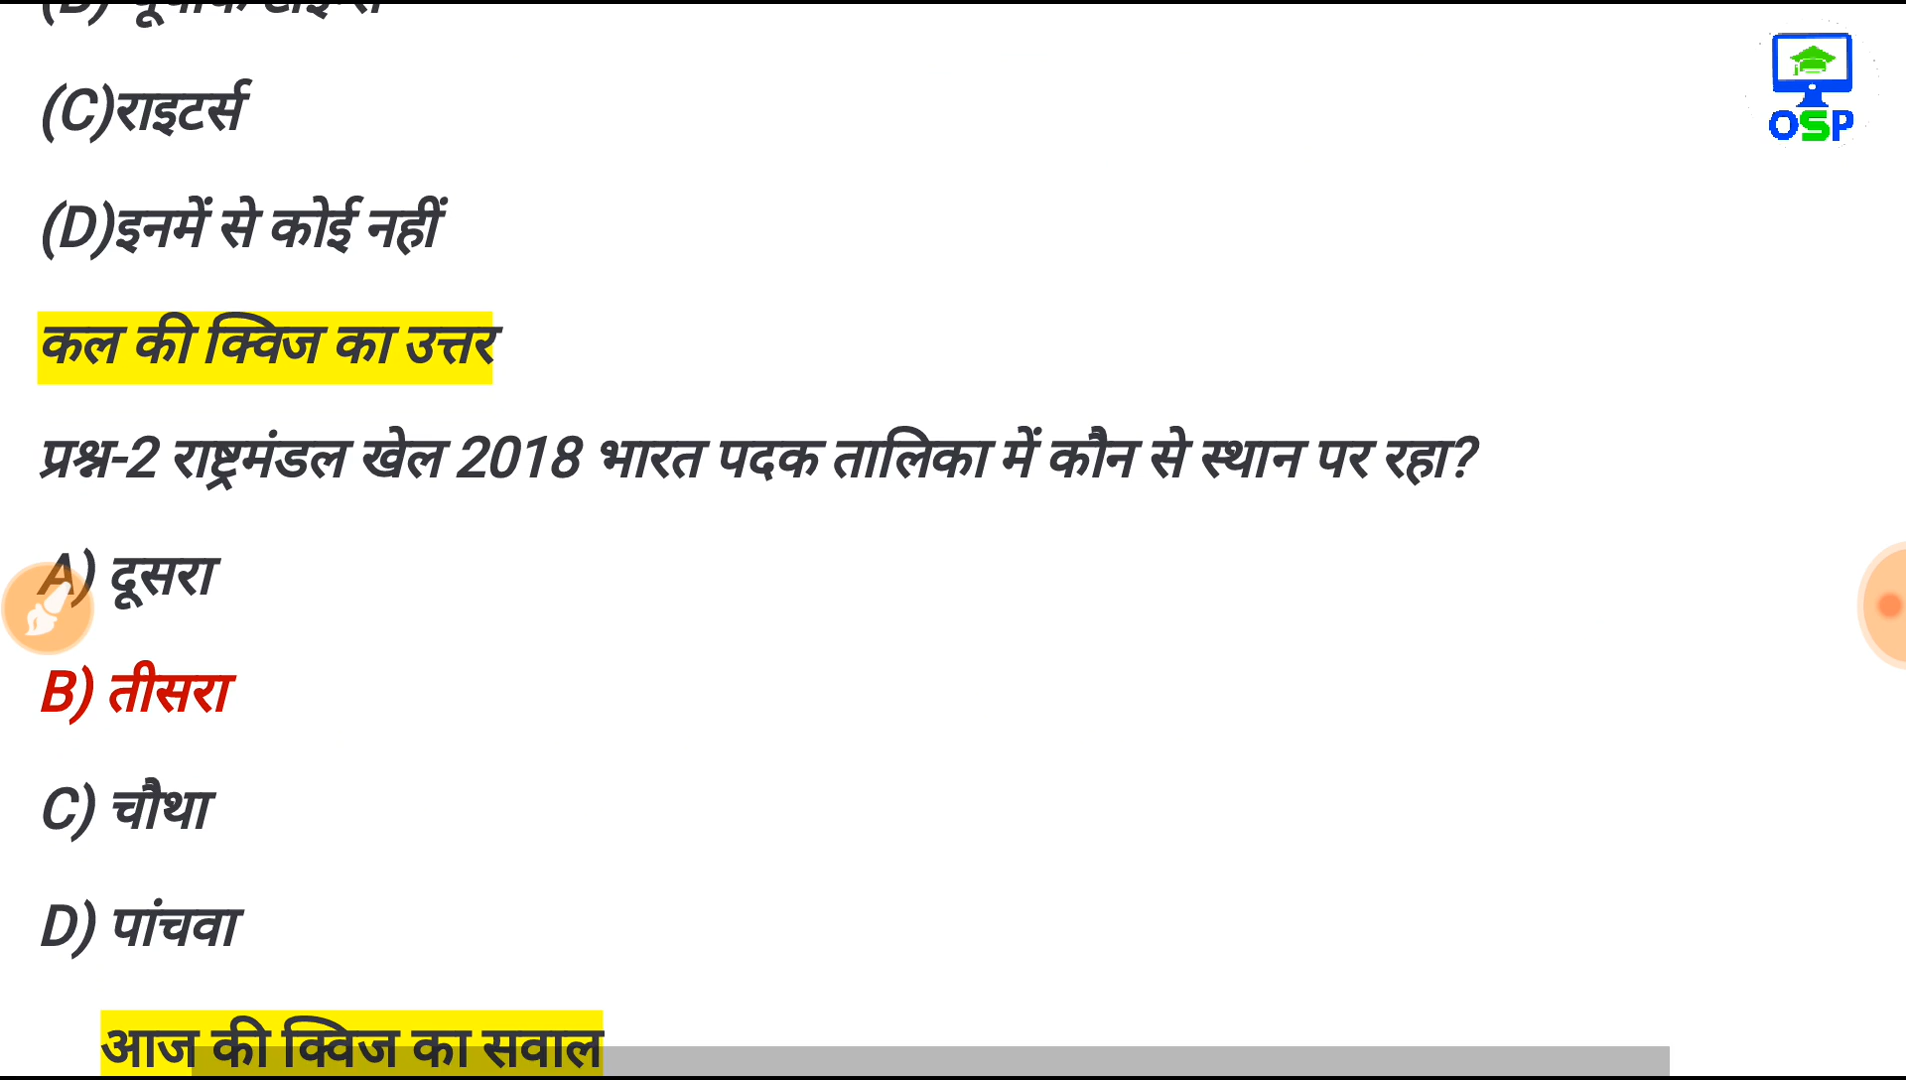 (C)राइटर्स
OSP
(D)इनमें से कोई नहीं
कल की क्विज का उत्तर
प्रश्न-2 राष्ट्रमंडल खेल 2018 भारत पदक तालिका में कौन से स्थान पर रहा?
A) दूसरा
B) तीसरा
C) चौथा
D) पांचवा
आज की क्विज का सवाल